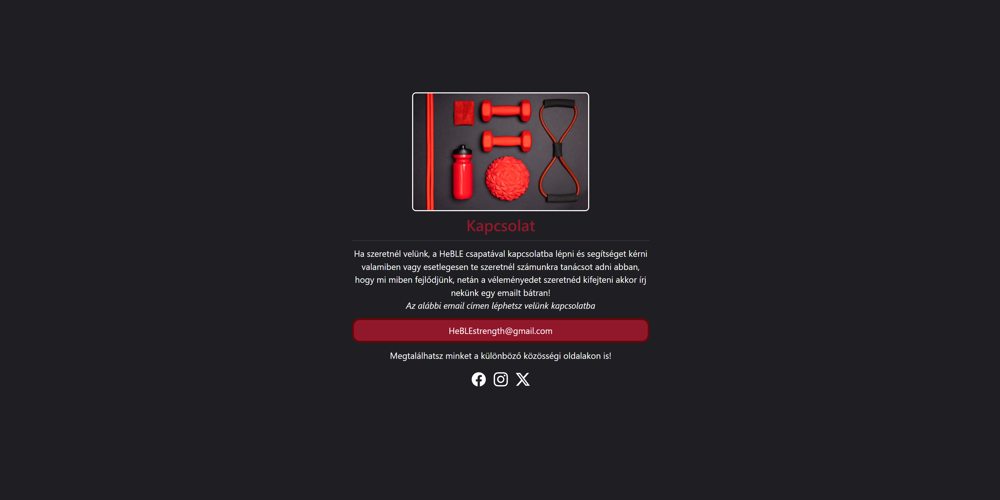 Kapcsolat
Ha szeretnél velünk, a HeBLE csapatával kapcsolatba lépni és segítséget kérni
valamiben vagy esetlegesen te szeretnél számunkra tanácsot adni abban,
hogy mi miben fejlődjünk, netán a véleményedet szeretnéd kifejteni akkor írj
nekünk egy emailt bátran!
Az alábbi email címen léphetsz velünk kapcsolatba
HeBLEstrength@gmail.com
Megtalálhatsz minket a különböző közösségi oldalakon is!